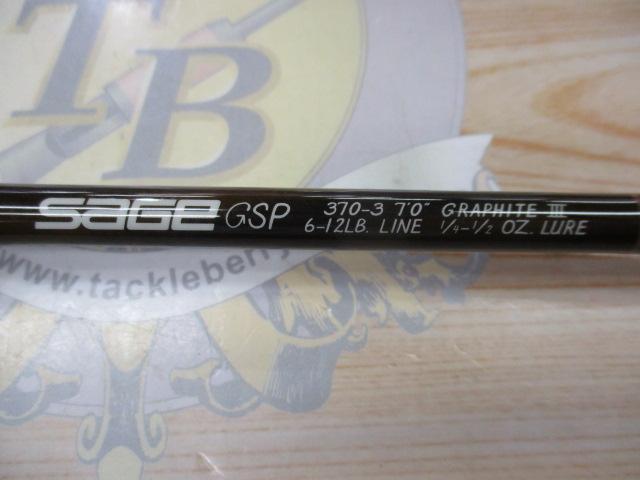 TB
sage GSP 370-3 7'0" GRAPHITE III
6-12LB. LINE 1/4-1/2 OZ. LURE
www.tackleberry